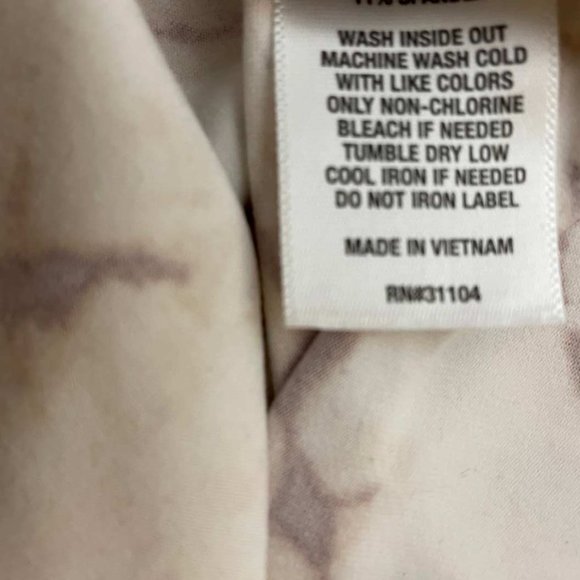 WASH INSIDE OUT
MACHINE WASH COLD
WITH LIKE COLORS
ONLY NON-CHLORINE
BLEACH IF NEEDED
TUMBLE DRY LOW
COOL IRON IF NEEDED
DO NOT IRON LABEL
MADE IN VIETNAM
RN#31104